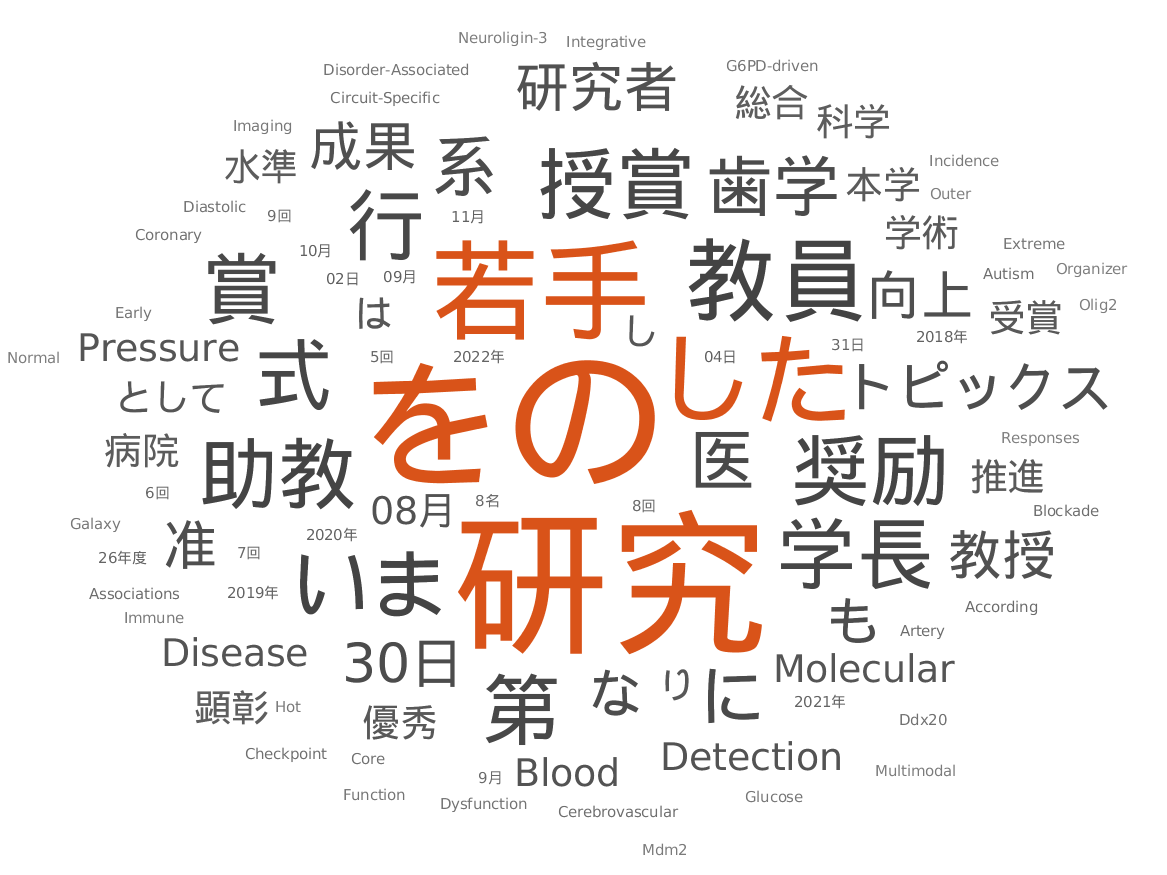 Neuroligin-3
Integrative
Disorder-Associated
研究者
G6PD-driven
Circuit-Specific
総合
科学
Imaging
成果
系
水準
授賞
歯学
本学
Incidence
Outer
Diastolic
9回
行
11月
学術
Coronary
10月
若手
教員
Extreme
賞
02日
09月
向上
Autism
Organizer
Early
は
し
受賞
Olig2
Normal
Pressure
式
5回
2022年
した
04日
31日
2018年
として
を
の
トピックス
病院
助教
医
奨励
Responses
推進
6回
08月
8名
8回
Blockade
Galaxy
准
2020年
研究
学長
教授
26年度
7回
いま
Associations
2019年
も
According
Immune
Artery
Disease
30日
Molecular
顕彰
Hot
優秀
第
な
り
に
2021年
Ddx20
Checkpoint
Core
9月
Blood
Detection
Multimodal
Function
Dysfunction
Cerebrovascular
Glucose
Mdm2